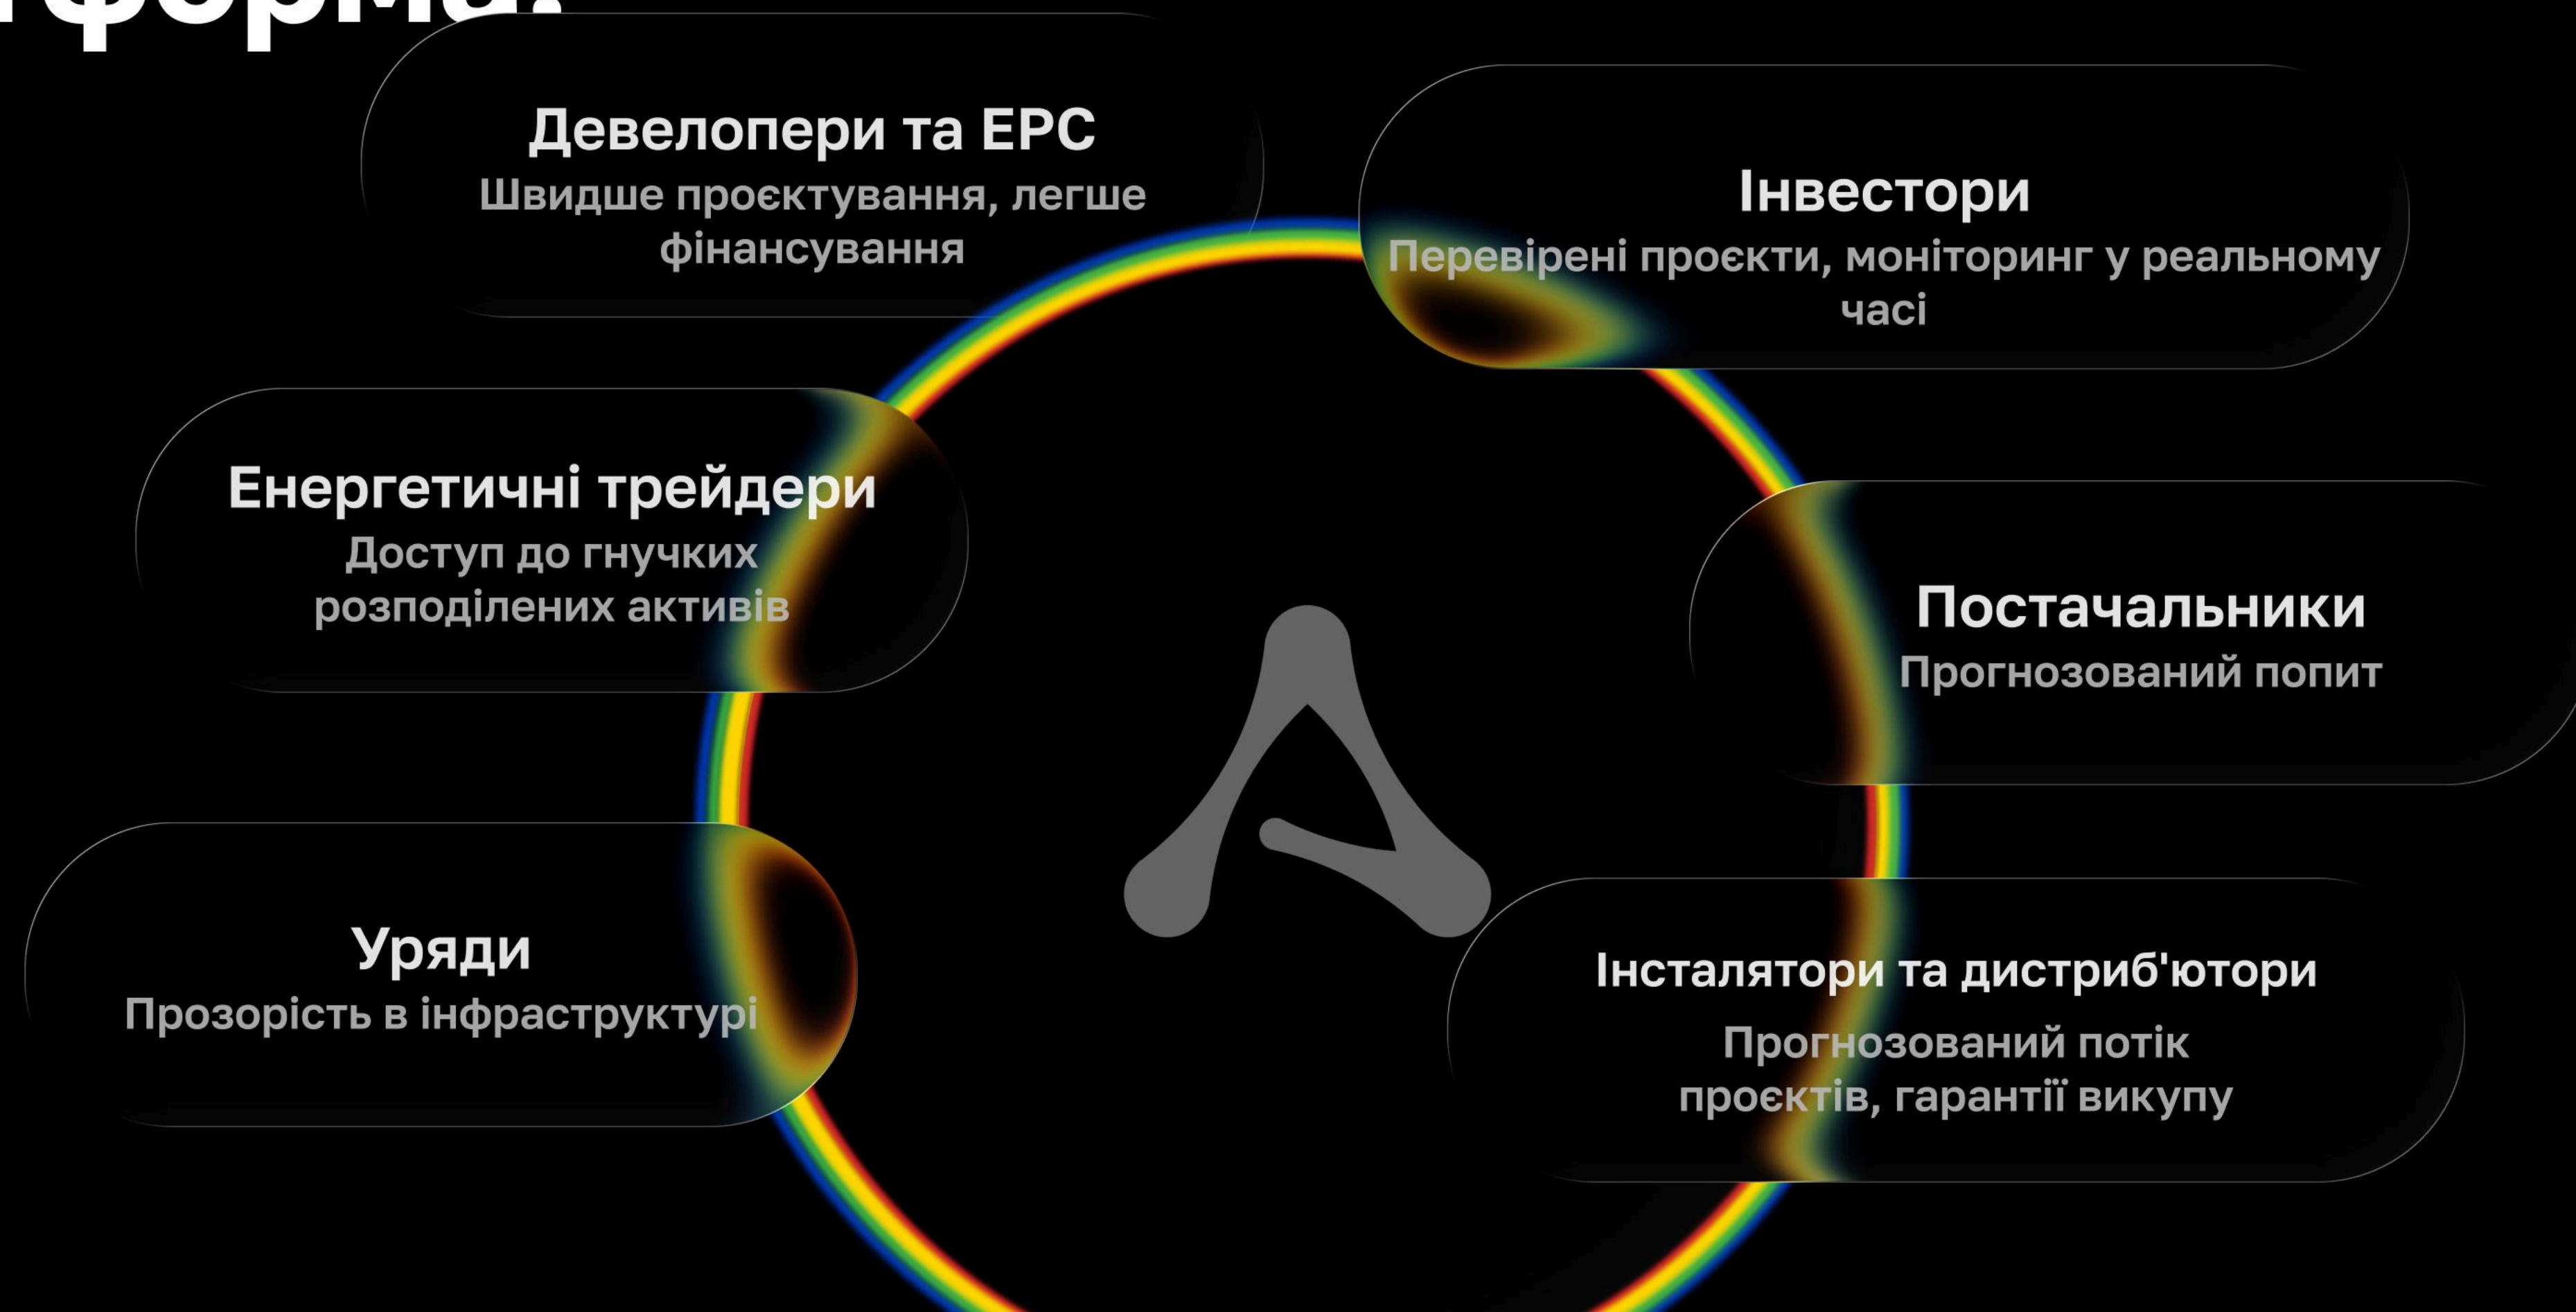 Девелопери та EPC
Швидше проєктування, легше
фінансування
Інвестори
Перевірені проєкти, моніторинг у реальному
часі
Енергетичні трейдери
Доступ до гнучких
розподілених активів
Постачальники
Прогнозований попит
Уряди
Прозорість в інфраструктурі
Інсталятори та дистриб'ютори
Прогнозований потік
проєктів, гарантії викупу